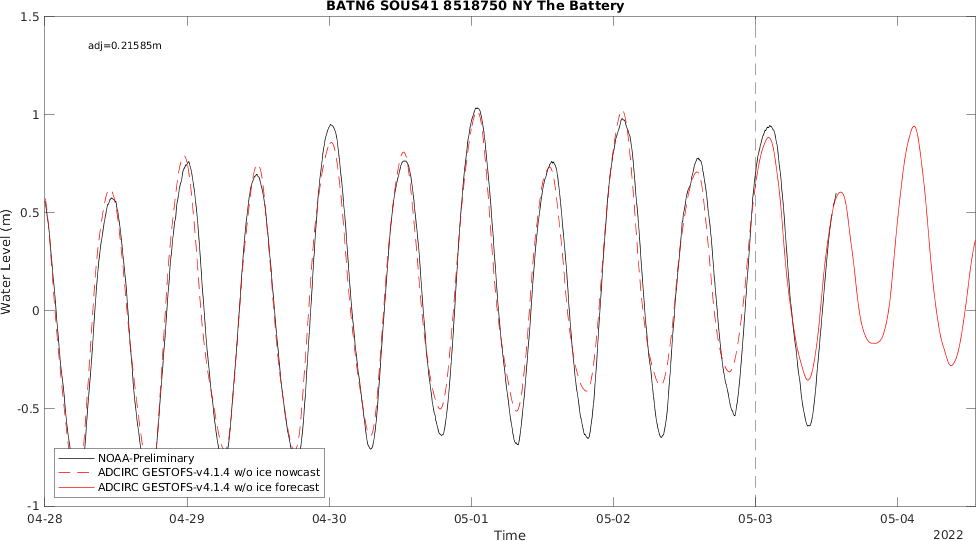 BATN6 SOUS41 8518750 NY The Battery
1.5
adj=0.21585m
1
0.5
0
-0.5
-1
Water Level (m)
NOAA-Preliminary
ADCIRC GESTOFS-v4.1.4 w/o ice nowcast
ADCIRC GESTOFS-v4.1.4 w/o ice forecast
04-28 04-29 04-30 05-01 05-02 05-03 05-04
Time
2022